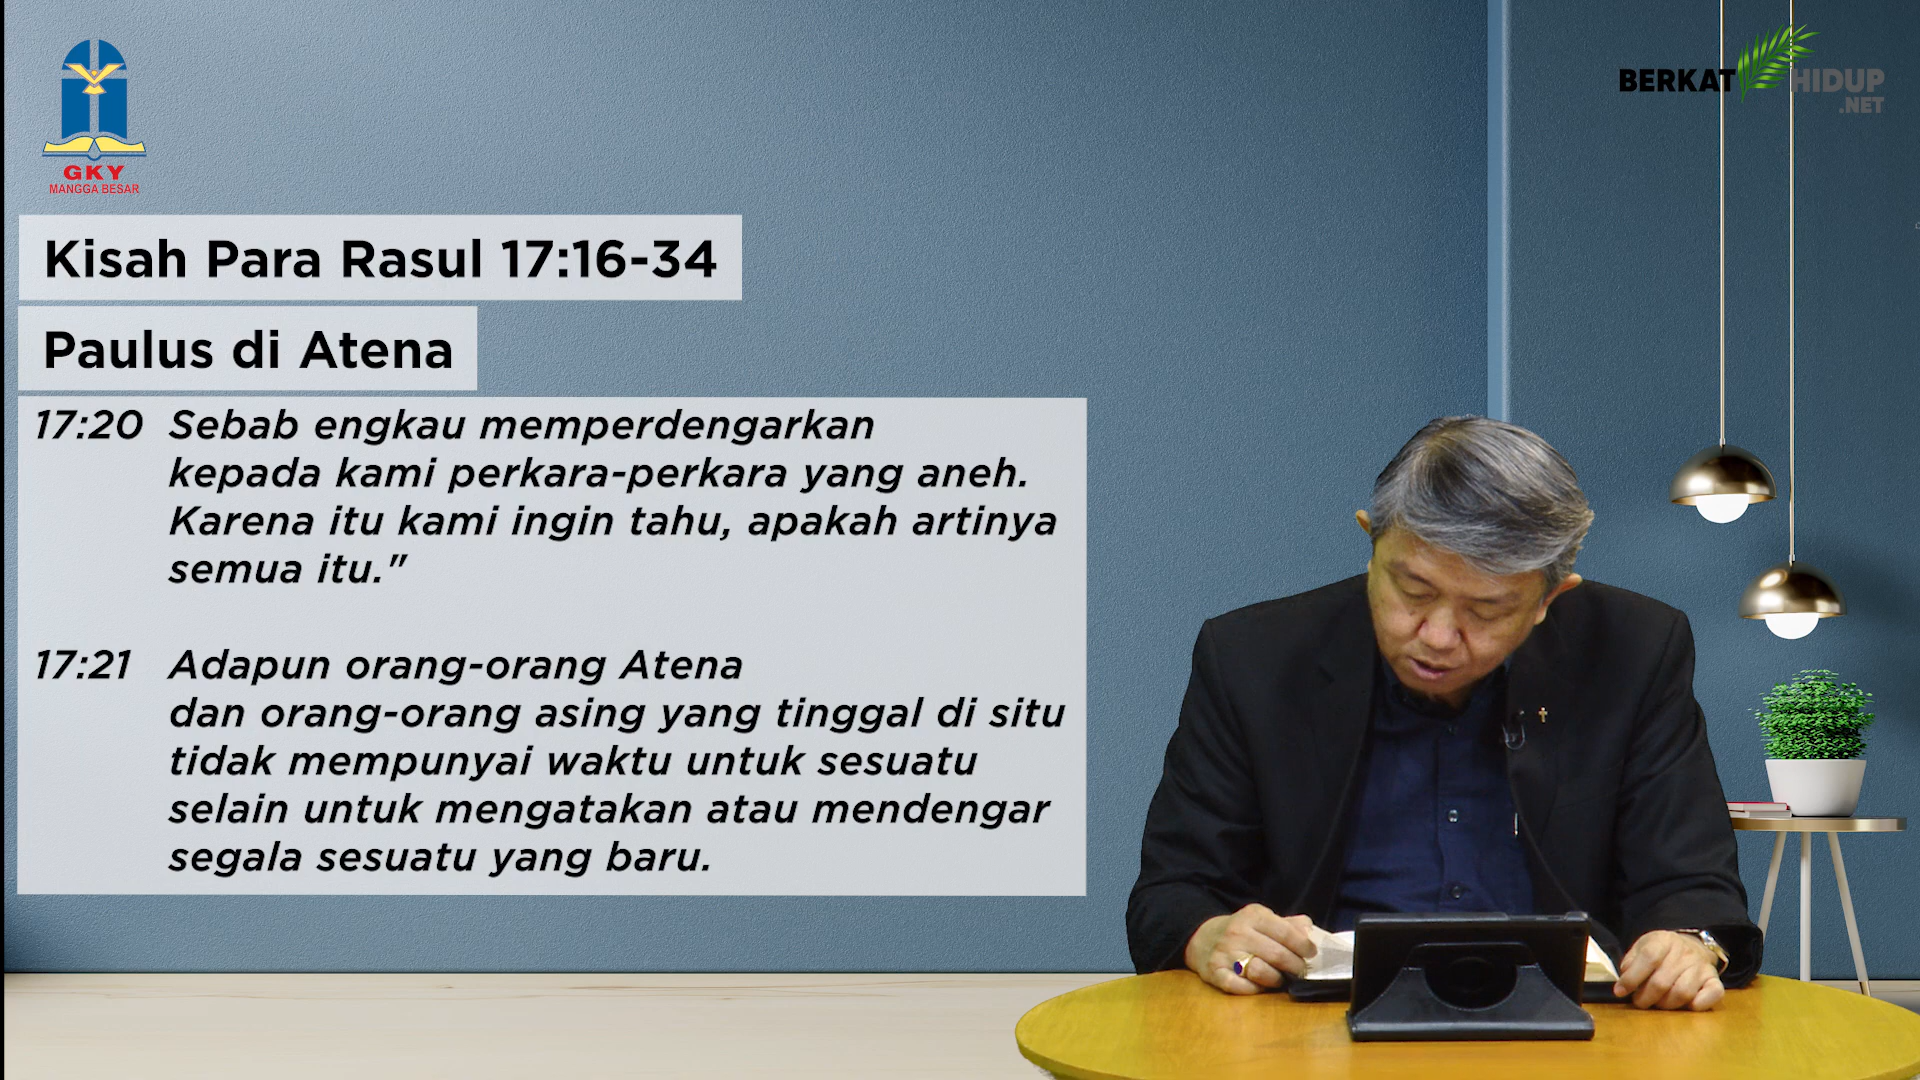 GKY
MANGGA BESAR
BERKAT HIDUP
.NET
Kisah Para Rasul 17:16-34
Paulus di Atena
17:20 Sebab engkau memperdengarkan
kepada kami perkara-perkara yang aneh.
Karena itu kami ingin tahu, apakah artinya
semua itu."
17:21 Adapun orang-orang Atena
dan orang-orang asing yang tinggal di situ
tidak mempunyai waktu untuk sesuatu
selain untuk mengatakan atau mendengar
segala sesuatu yang baru.